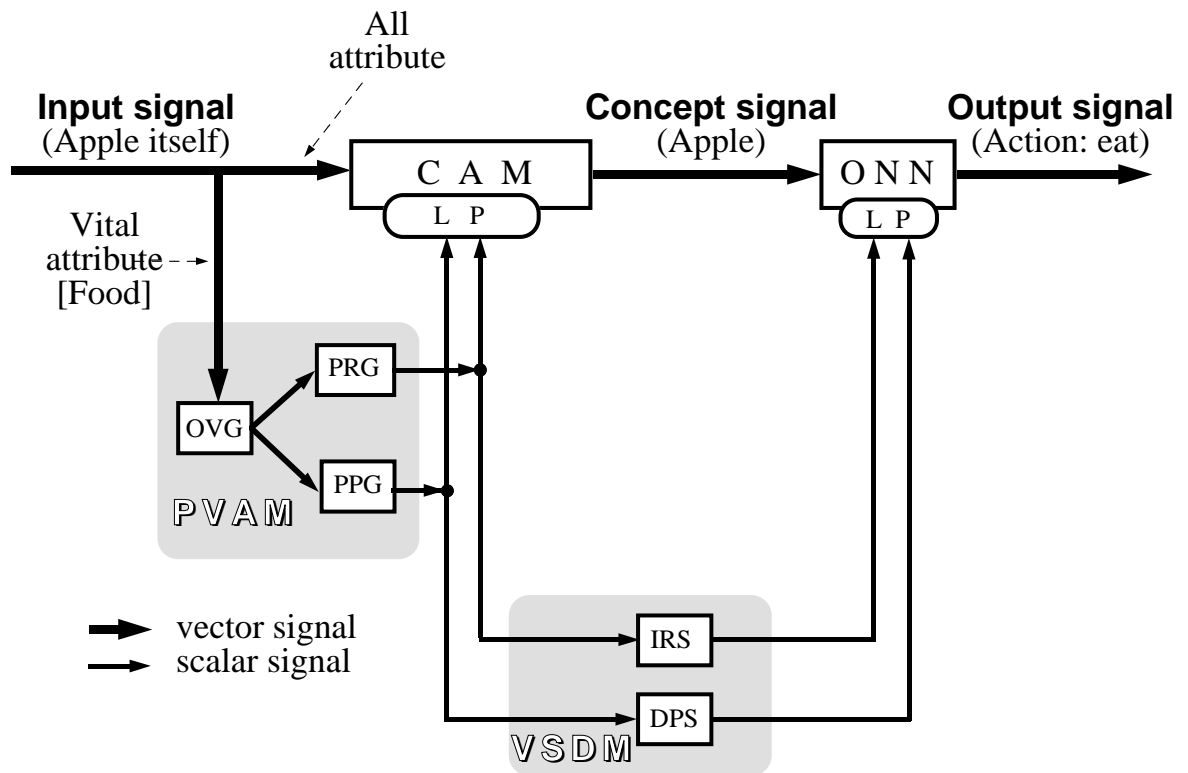 All
attribute
Input signal
(Apple itself)
Concept signal
(Apple)
Output signal
(Action: eat)
C A M
L P
O N N
L P
Vital
attribute
[Food]
PRG
OVG
PPG
PVAM
vector signal
scalar signal
IRS
DPS
VSDM